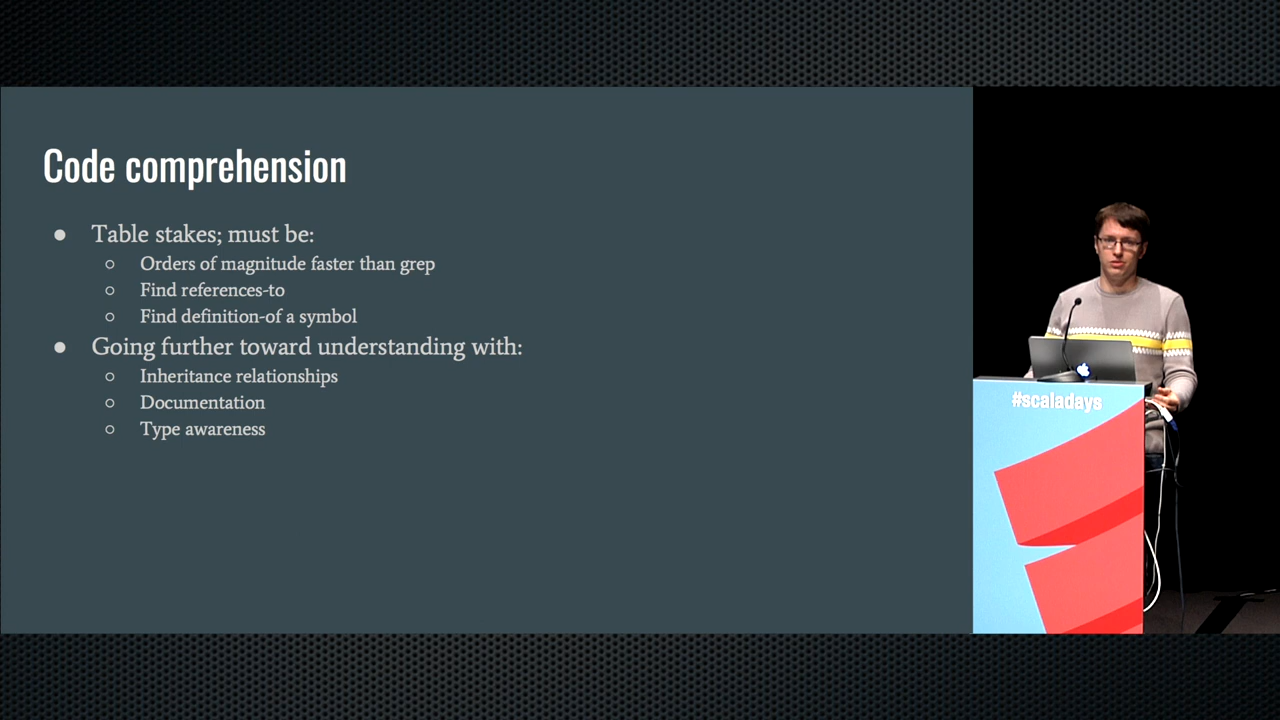 Code comprehension
● Table stakes; must be:
○ Orders of magnitude faster than grep
○ Find references-to
○ Find definition-of a symbol
● Going further toward understanding with:
○ Inheritance relationships
○ Documentation
○ Type awareness
#scaladays